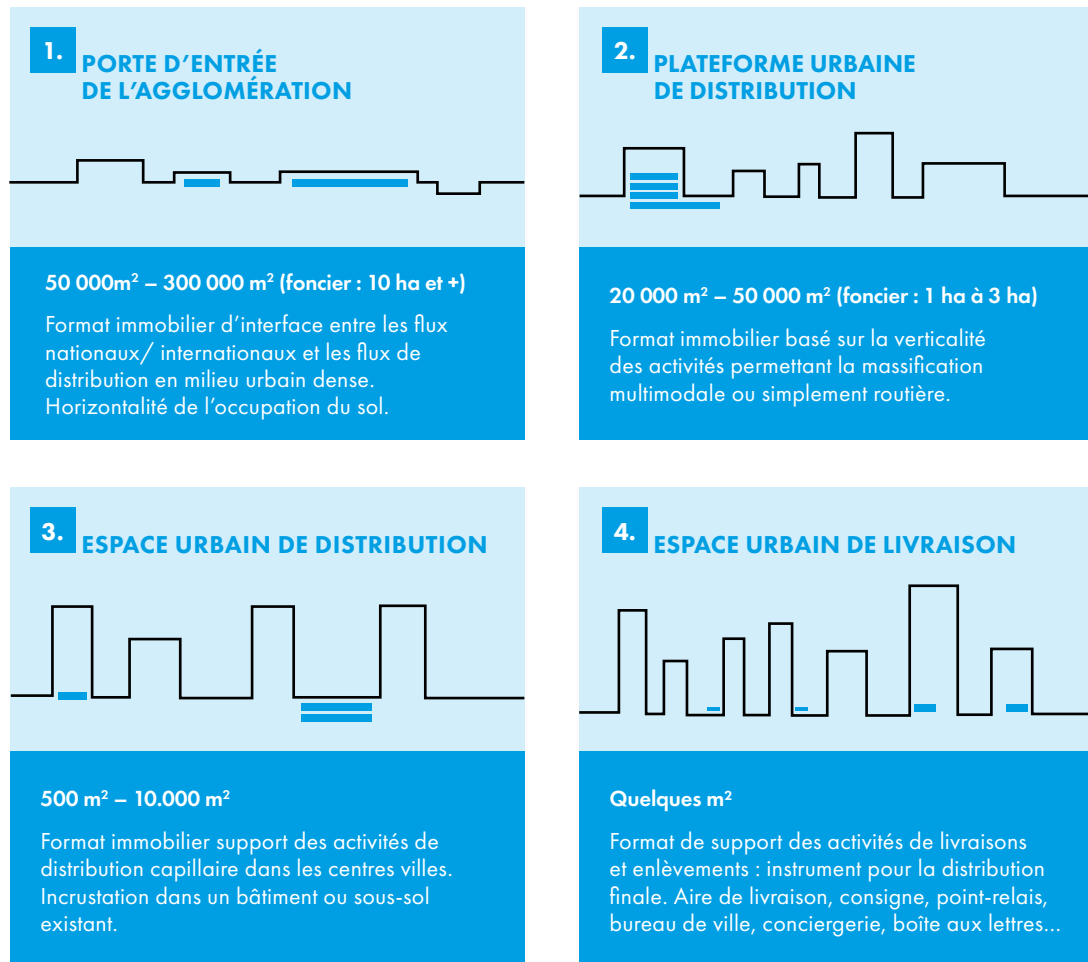 1.
PORTE D’ENTRÉE
DE L’AGGLOMÉRATION
50 000m² – 300 000 m² (foncier : 10 ha et +)
Format immobilier d’interface entre les flux
nationaux/ internationaux et les flux de
distribution en milieu urbain dense.
Horizontalité de l’occupation du sol.
2.
PLATEFORME URBAINE
DE DISTRIBUTION
20 000 m² – 50 000 m² (foncier : 1 ha à 3 ha)
Format immobilier basé sur la verticalité
des activités permettant la massification
multimodale ou simplement routière.
3.
ESPACE URBAIN DE DISTRIBUTION
500 m² – 10.000 m²
Format immobilier support des activités de
distribution capillaire dans les centres villes.
Incrustation dans un bâtiment ou sous-sol
existant.
4.
ESPACE URBAIN DE LIVRAISON
Quelques m²
Format de support des activités de livraisons
et enlèvements : instrument pour la distribution
finale. Aire de livraison, consigne, point-relais,
bureau de ville, conciergerie, boîte aux lettres...